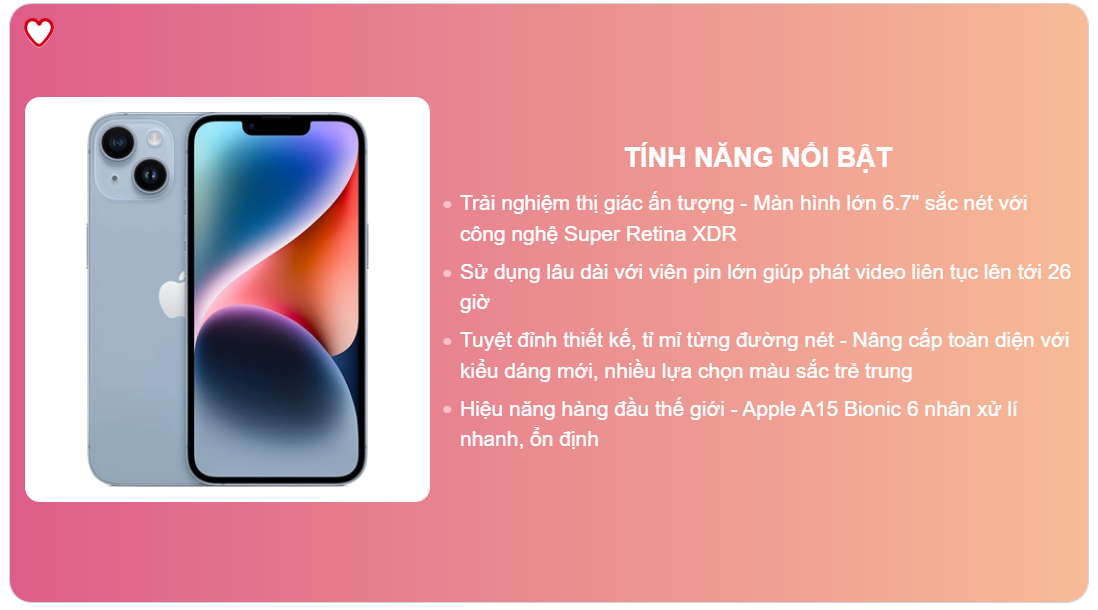 TÍNH NĂNG NỔI BẬT
Trải nghiệm thị giác ấn tượng - Màn hình lớn 6.7" sắc nét với
công nghệ Super Retina XDR
Sử dụng lâu dài với viên pin lớn giúp phát video liên tục lên tới 26
giờ
Tuyệt đỉnh thiết kế, tỉ mỉ từng đường nét - Nâng cấp toàn diện với
kiểu dáng mới, nhiều lựa chọn màu sắc trẻ trung
Hiệu năng hàng đầu thế giới - Apple A15 Bionic 6 nhân xử lí
nhanh, ổn định